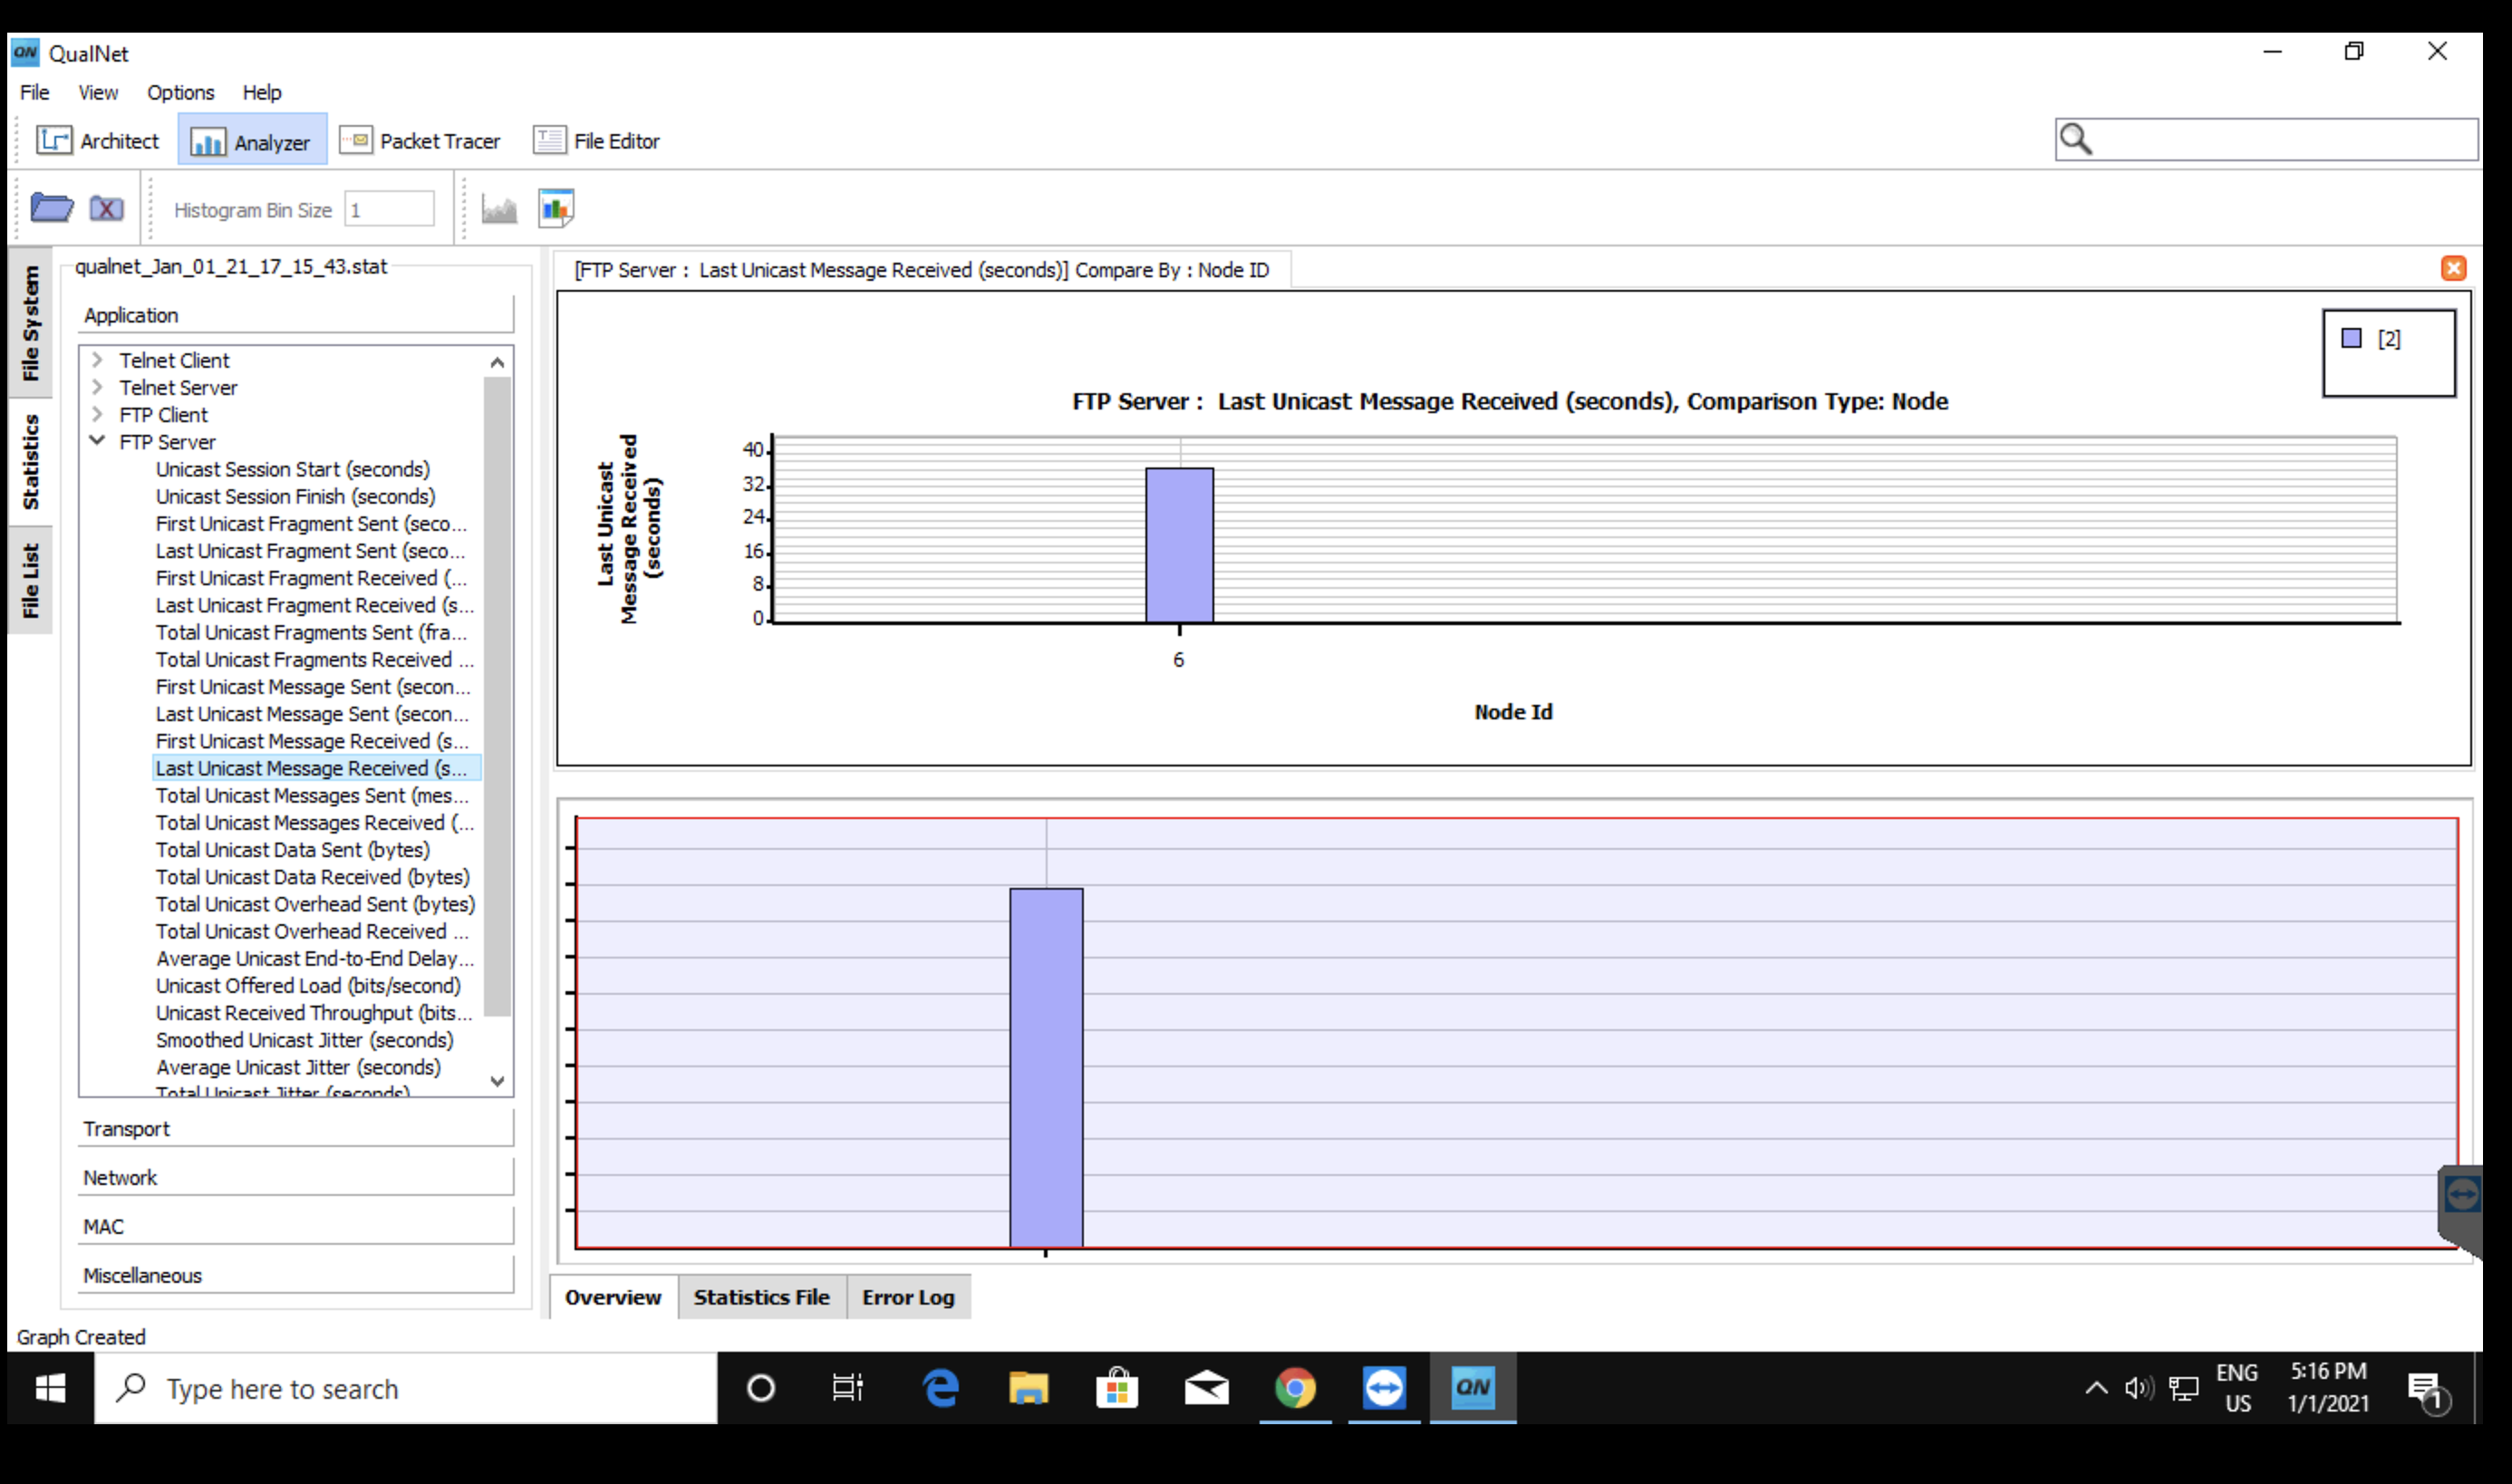 QN QualNet
File View Options Help
Architect Analyzer Packet Tracer File Editor
Histogram Bin Size 1
File System
Statistics
File List
qualnet_Jan_01_21_17_15_43.stat
Application
Telnet Client
Telnet Server
FTP Client
FTP Server
Unicast Session Start (seconds)
Unicast Session Finish (seconds)
First Unicast Fragment Sent (seco...
Last Unicast Fragment Sent (seco...
First Unicast Fragment Received (...
Last Unicast Fragment Received (s...
Total Unicast Fragments Sent (fra...
Total Unicast Fragments Received ...
First Unicast Message Sent (secon...
Last Unicast Message Sent (secon...
First Unicast Message Received (s...
Last Unicast Message Received (s...
Total Unicast Messages Sent (mes...
Total Unicast Messages Received (...
Total Unicast Data Sent (bytes)
Total Unicast Data Received (bytes)
Total Unicast Overhead Sent (bytes)
Total Unicast Overhead Received ...
Average Unicast End-to-End Delay...
Unicast Offered Load (bits/second)
Unicast Received Throughput (bits...
Smoothed Unicast Jitter (seconds)
Average Unicast Jitter (seconds)
Total Unicast Jitter (seconds)
Transport
Network
MAC
Miscellaneous
[FTP Server : Last Unicast Message Received (seconds)] Compare By : Node ID
[2]
FTP Server : Last Unicast Message Received (seconds), Comparison Type: Node
Last Unicast
Message Received
(seconds)
40
32
24
16
8
0
6
Node Id
Overview Statistics File Error Log
Graph Created
Type here to search
QN
ENG
US
5:16 PM
1/1/2021
1